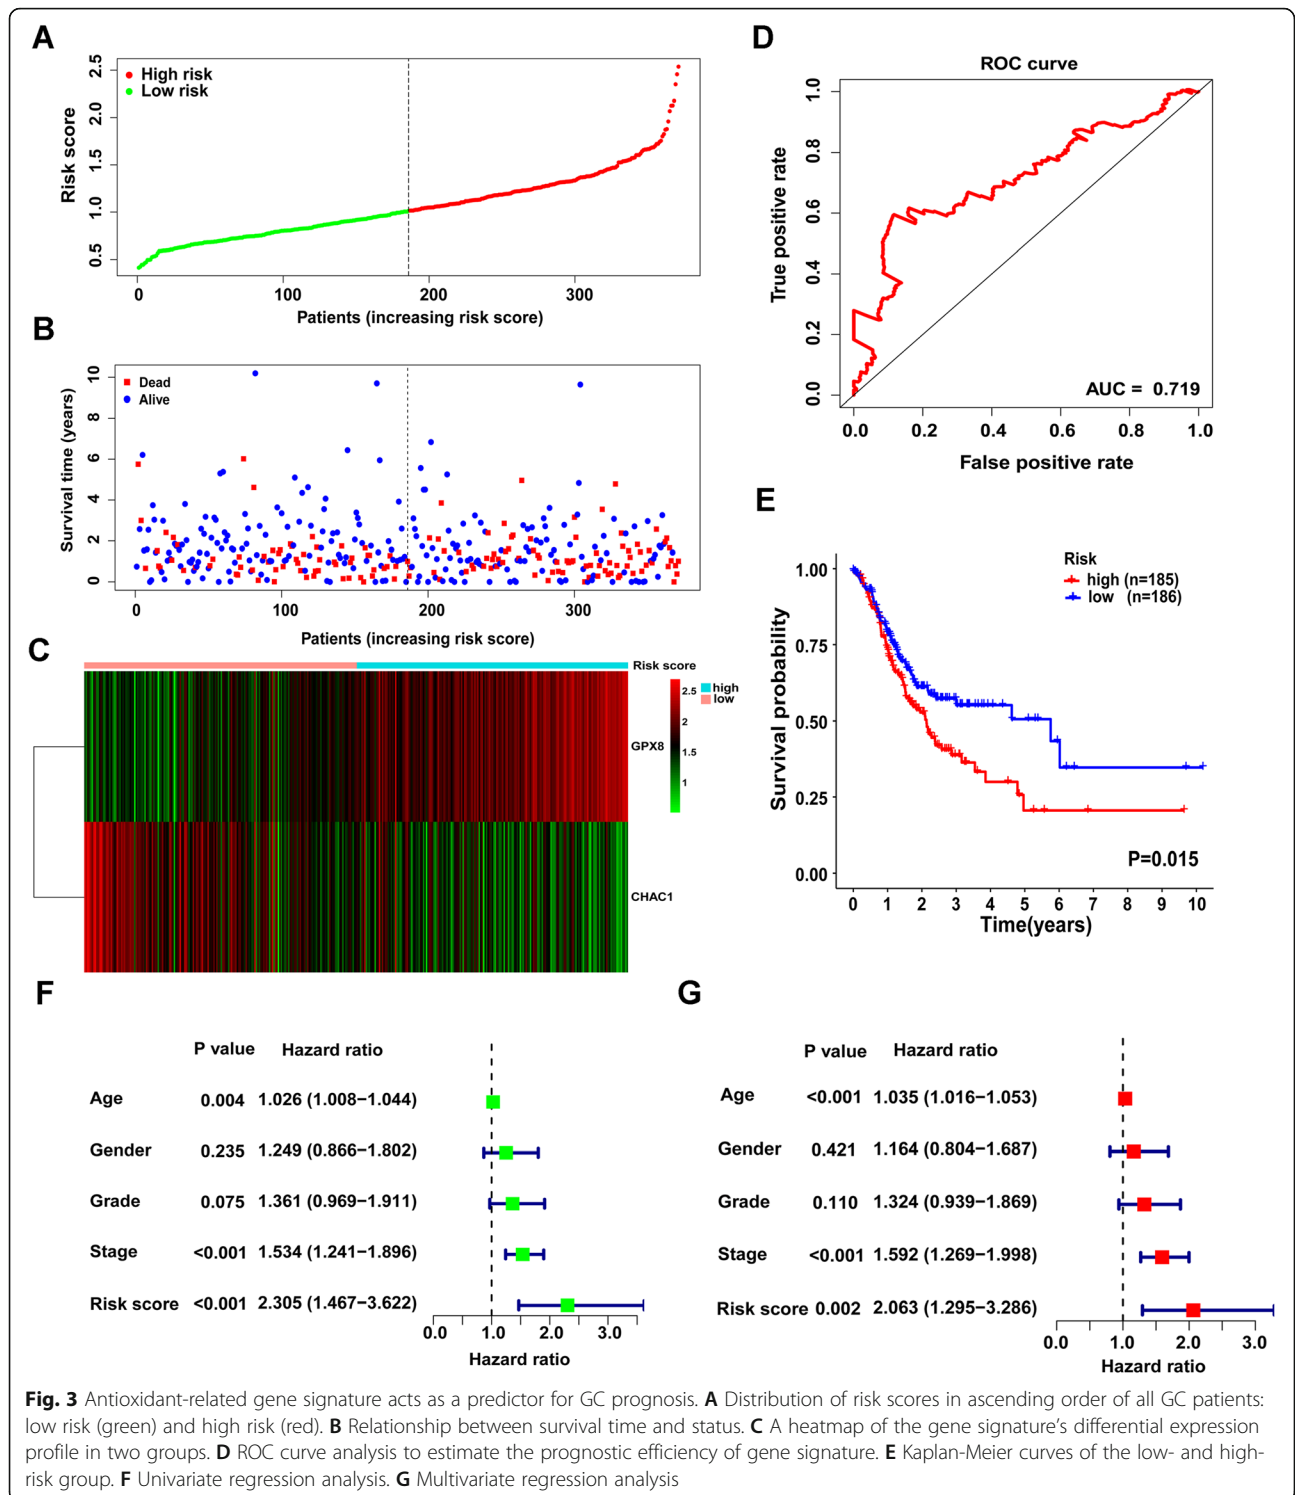 A
High risk
Low risk
Risk score
0.5 1.0 1.5 2.0 2.5
0 100 200 300
Patients (increasing risk score)
B
Dead
Alive
Survival time (years)
0 2 4 6 8 10
0 100 200 300
Patients (increasing risk score)
C
Risk score
high
low
2.5
2
1.5
1
GPX8
CHAC1
D
ROC curve
True positive rate
0.0 0.2 0.4 0.6 0.8 1.0
AUC = 0.719
0.0 0.2 0.4 0.6 0.8 1.0
False positive rate
E
Risk
high (n=185)
low (n=186)
Survival probability
1.00
0.75
0.50
0.25
0.00
P=0.015
0 1 2 3 4 5 6 7 8 9 10
Time(years)
F
P value Hazard ratio
Age 0.004 1.026 (1.008−1.044)
Gender 0.235 1.249 (0.866−1.802)
Grade 0.075 1.361 (0.969−1.911)
Stage <0.001 1.534 (1.241−1.896)
Risk score <0.001 2.305 (1.467−3.622)
0.0 1.0 2.0 3.0
Hazard ratio
G
P value Hazard ratio
Age <0.001 1.035 (1.016−1.053)
Gender 0.421 1.164 (0.804−1.687)
Grade 0.110 1.324 (0.939−1.869)
Stage <0.001 1.592 (1.269−1.998)
Risk score 0.002 2.063 (1.295−3.286)
0.0 1.0 2.0 3.0
Hazard ratio
Fig. 3 Antioxidant-related gene signature acts as a predictor for GC prognosis. A Distribution of risk scores in ascending order of all GC patients:
low risk (green) and high risk (red). B Relationship between survival time and status. C A heatmap of the gene signature's differential expression
profile in two groups. D ROC curve analysis to estimate the prognostic efficiency of gene signature. E Kaplan-Meier curves of the low- and high-
risk group. F Univariate regression analysis. G Multivariate regression analysis